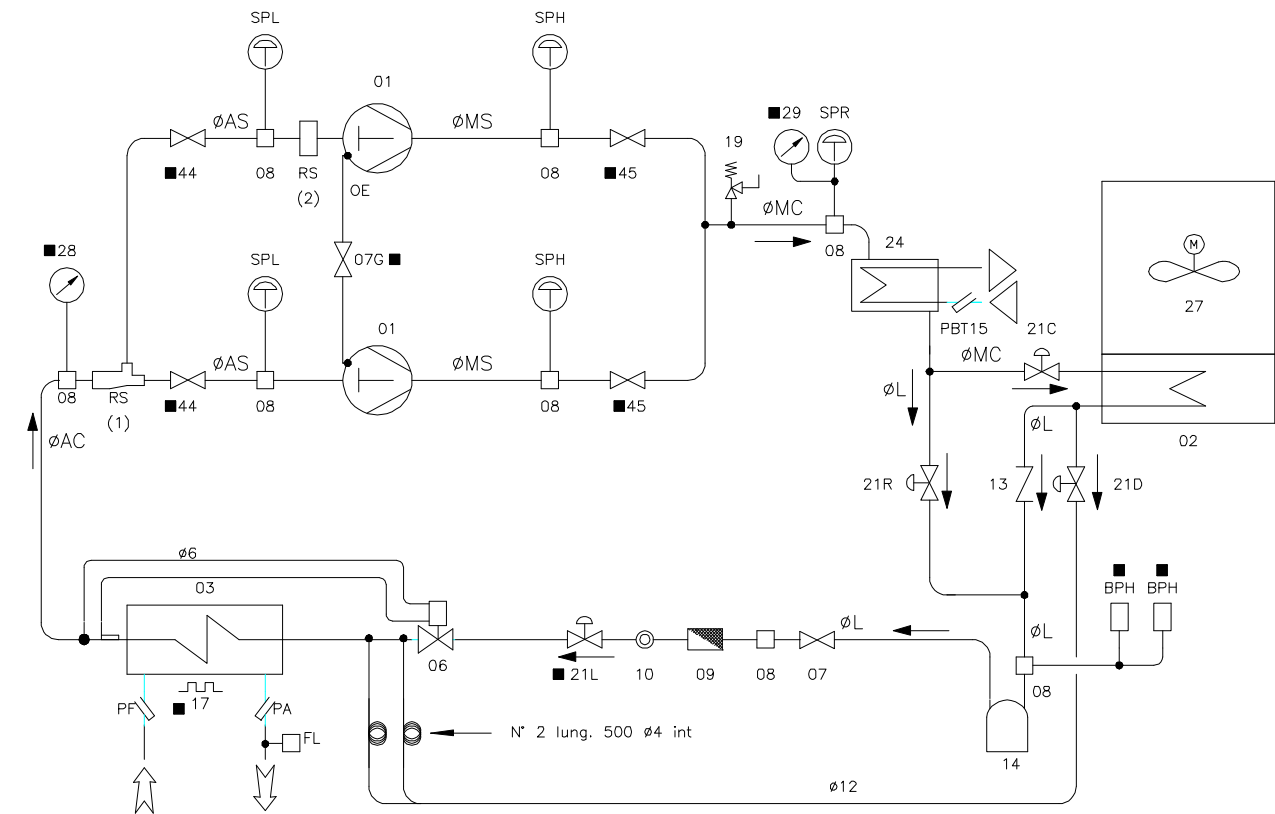 SPL
SPH
01
■29
SPR
øAS
øMS
19
■44
08
RS
(2)
OE
08
■45
øMC
■28
SPL
07G■
SPH
08
24
M
27
01
PBT15
21C
øAS
øMS
øMC
08
RS
(1)
■44
08
08
■45
øL
øL
02
øAC
21R
13
21D
ø6
03
■
BPH
■
BPH
øL
øL
06
■21L
10
09
08
07
08
PF
■17
PA
FL
N° 2 lung. 500 ø4 int
14
ø12